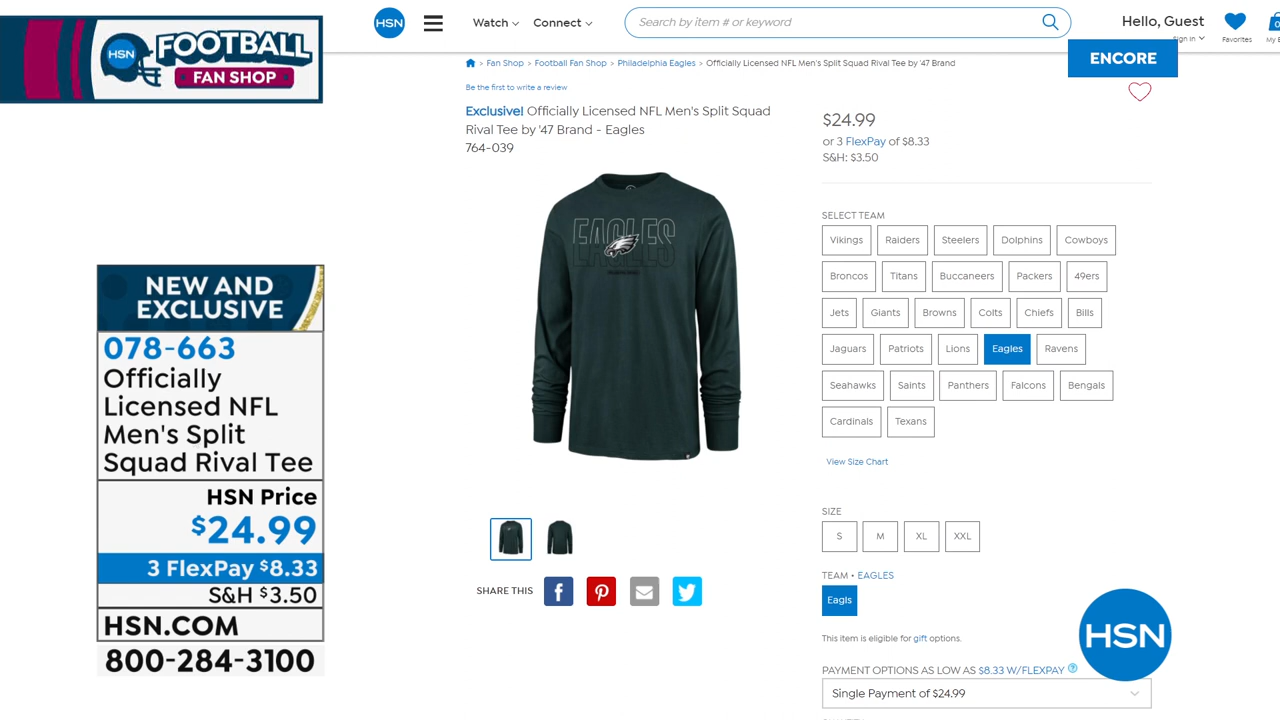 HSN
FOOTBALL
FAN SHOP
HSN
Watch
Connect
Search by item # or keyword
Hello, Guest
Sign In
Favorites
0
ENCORE
> Fan Shop > Football Fan Shop > Philadelphia Eagles > Officially Licensed NFL Men's Split Squad Rival Tee by '47 Brand
Be the first to write a review
Exclusive! Officially Licensed NFL Men's Split Squad
Rival Tee by '47 Brand - Eagles
764-039
EAGLES
$24.99
or 3 FlexPay of $8.33
S&H: $3.50
SELECT TEAM
Vikings Raiders Steelers Dolphins Cowboys
Broncos Titans Buccaneers Packers 49ers
Jets Giants Browns Colts Chiefs Bills
Jaguars Patriots Lions Eagles Ravens
Seahawks Saints Panthers Falcons Bengals
Cardinals Texans
View Size Chart
SIZE
S M XL XXL
TEAM • EAGLES
Eagls
This item is eligible for gift options.
PAYMENT OPTIONS AS LOW AS $8.33 W/FLEXPAY ?
Single Payment of $24.99
SHARE THIS
NEW AND
EXCLUSIVE
078-663
Officially
Licensed NFL
Men's Split
Squad Rival Tee
HSN Price
$24.99
3 FlexPay $8.33
S&H $3.50
HSN.COM
800-284-3100
HSN